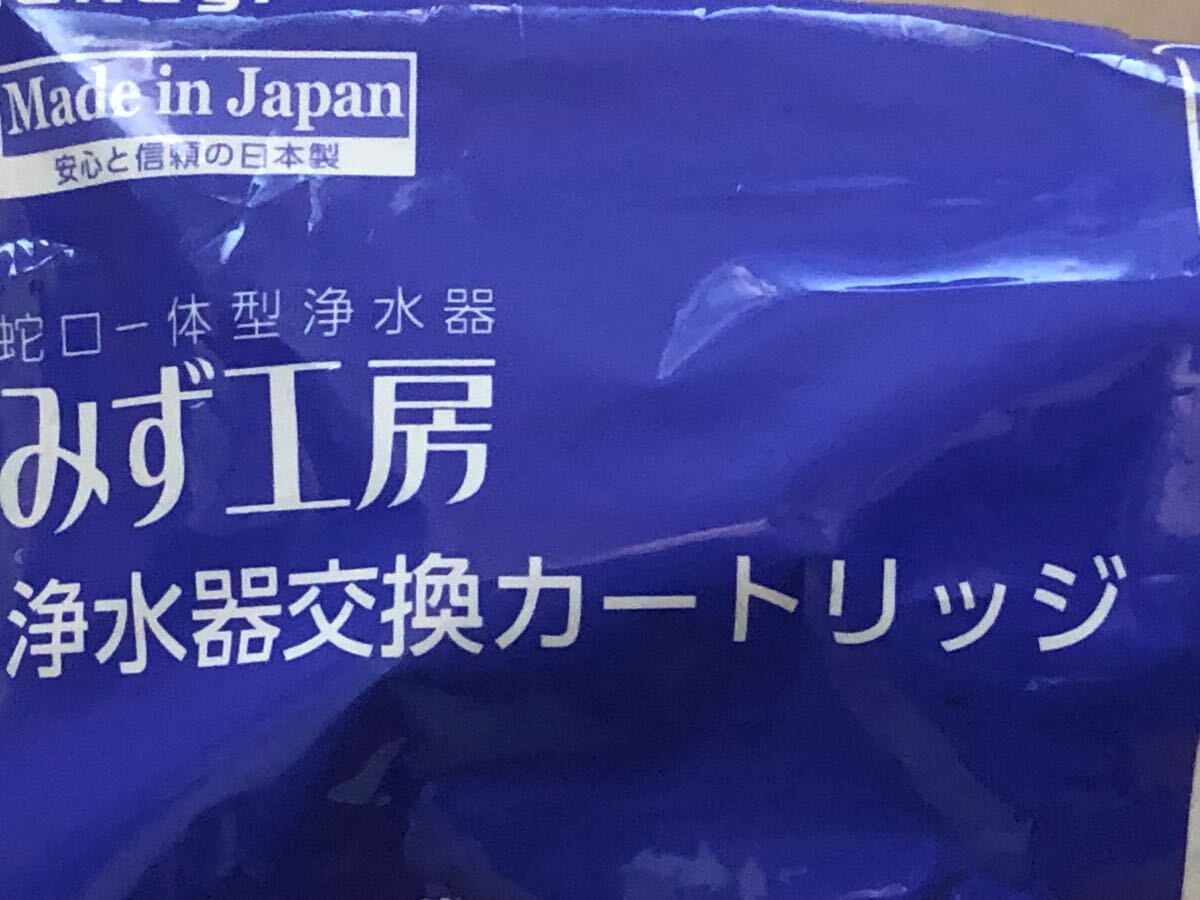 Made in Japan
安心と信頼の日本製
蛇口一体型浄水器
みず工房
浄水器交換カートリッジ